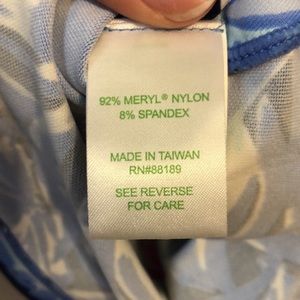 92% MERYL® NYLON
8% SPANDEX
MADE IN TAIWAN
RN#88189
SEE REVERSE
FOR CARE